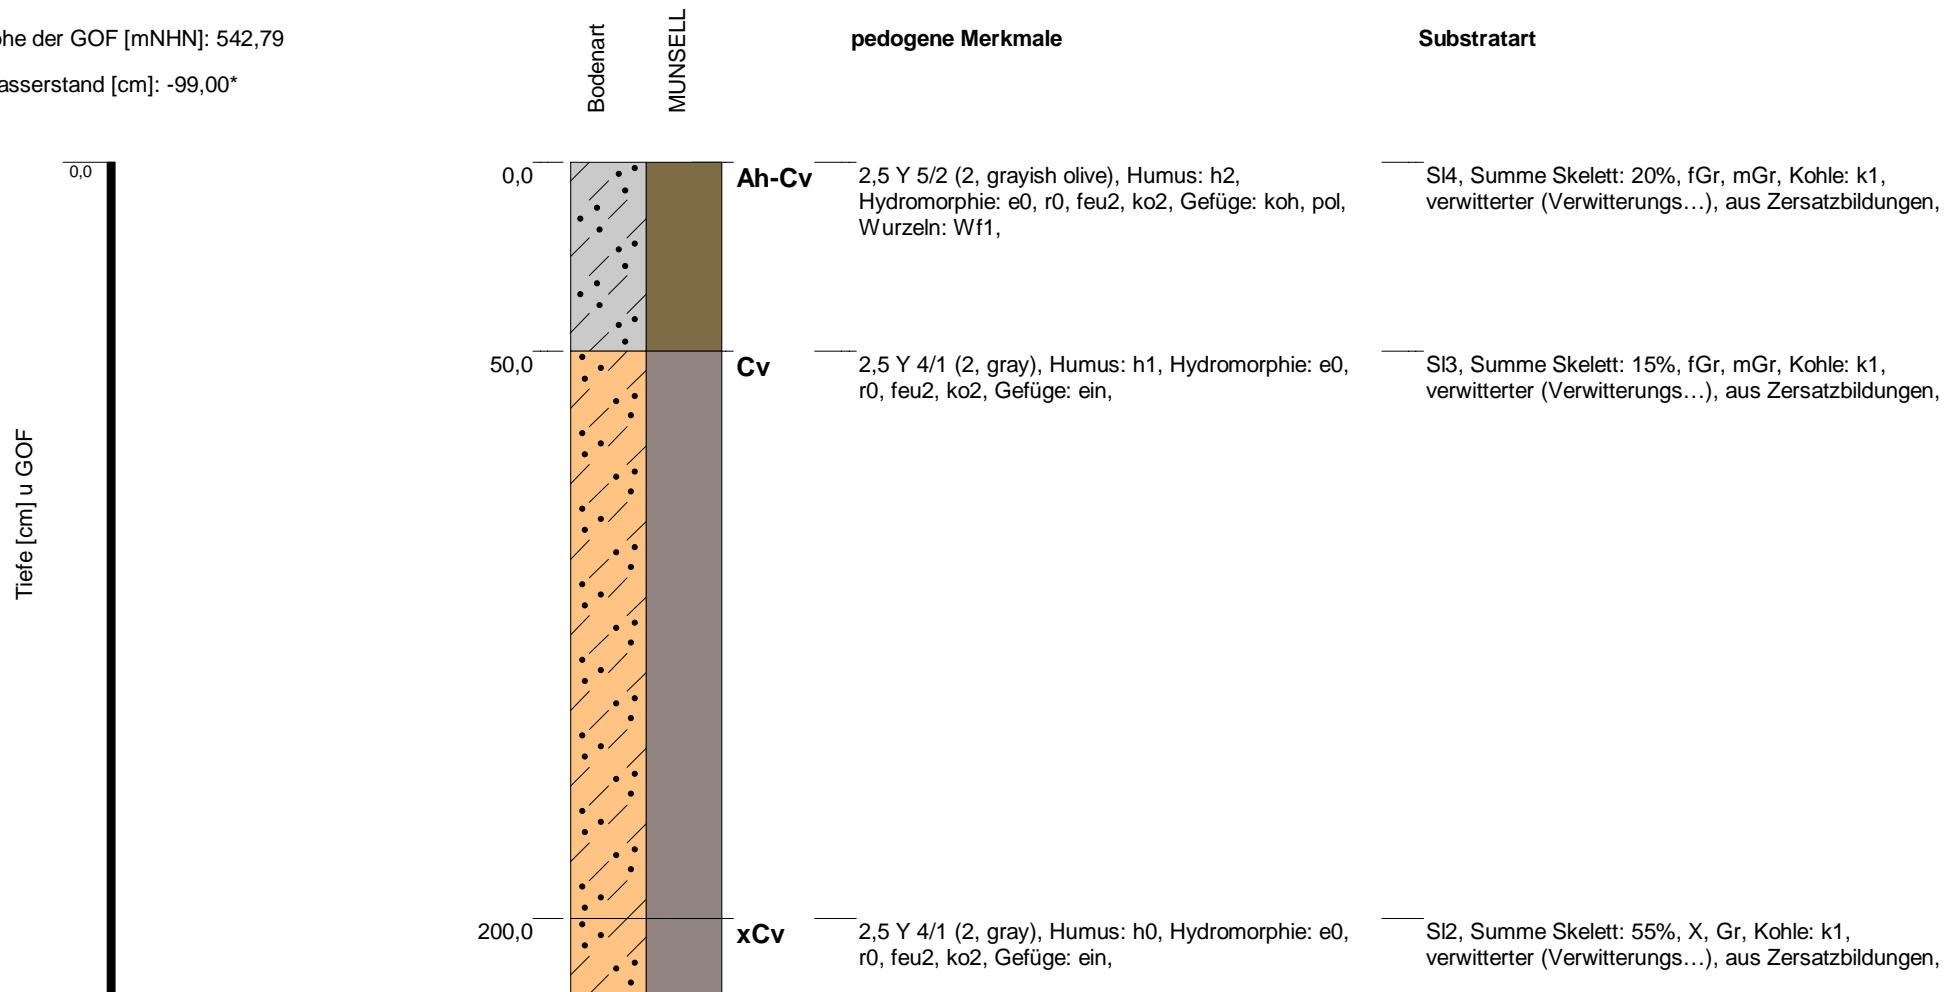 ohe der GOF [mNHN]: 542,79
asserstand [cm]: -99,00*
Bodenart
MUNSELL
pedogene Merkmale
Substratart
Tiefe [cm] u GOF
0,0
0,0
Ah-Cv
2,5 Y 5/2 (2, grayish olive), Humus: h2,
Hydromorphie: e0, r0, feu2, ko2, Gefüge: koh, pol,
Wurzeln: Wf1,
Sl4, Summe Skelett: 20%, fGr, mGr, Kohle: k1,
verwitterter (Verwitterungs…), aus Zersatzbildungen,
50,0
Cv
2,5 Y 4/1 (2, gray), Humus: h1, Hydromorphie: e0,
r0, feu2, ko2, Gefüge: ein,
Sl3, Summe Skelett: 15%, fGr, mGr, Kohle: k1,
verwitterter (Verwitterungs…), aus Zersatzbildungen,
200,0
xCv
2,5 Y 4/1 (2, gray), Humus: h0, Hydromorphie: e0,
r0, feu2, ko2, Gefüge: ein,
Sl2, Summe Skelett: 55%, X, Gr, Kohle: k1,
verwitterter (Verwitterungs…), aus Zersatzbildungen,